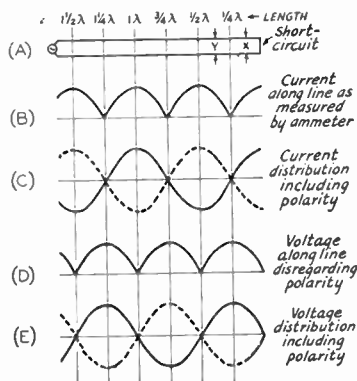 1½λ 1¼λ 1λ ¾λ ½λ ¼λ ← LENGTH
(A)
Y X
Short-
circuit
(B)
Current
along line as
measured
by ammeter
(C)
Current
distribution
including
polarity
(D)
Voltage
along line
disregarding
polarity
(E)
Voltage
distribution
including
polarity